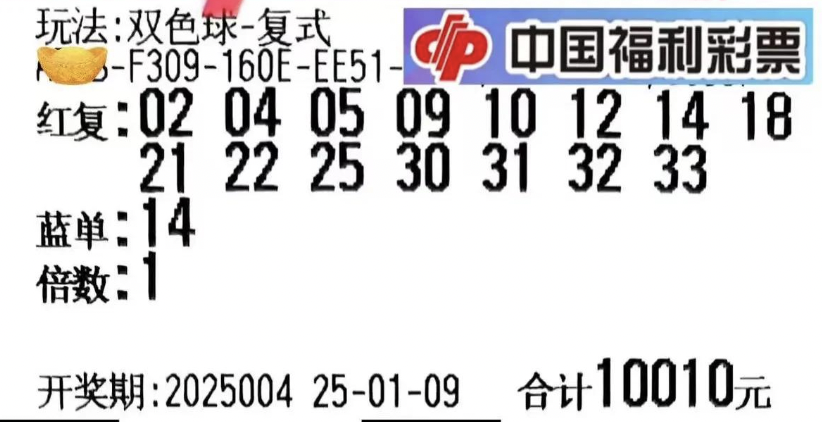 玩法:双色球-复式
-F309-160E-EE51-
中国福利彩票
红复:02 04 05 09 10 12 14 18
21 22 25 30 31 32 33
蓝单:14
倍数:1
开奖期:2025004 25-01-09 合计10010元